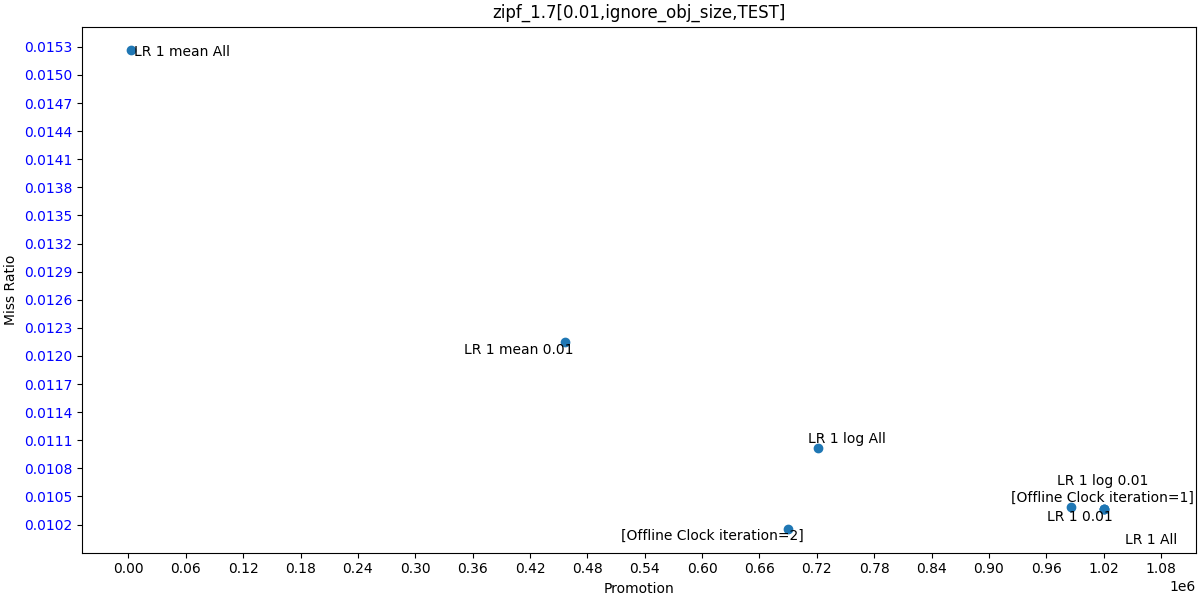 zipf_1.7[0.01,ignore_obj_size,TEST]
Miss Ratio
0.0153
0.0150
0.0147
0.0144
0.0141
0.0138
0.0135
0.0132
0.0129
0.0126
0.0123
0.0120
0.0117
0.0114
0.0111
0.0108
0.0105
0.0102
LR 1 mean All
LR 1 mean 0.01
LR 1 log All
LR 1 log 0.01
[Offline Clock iteration=1]
LR 1 0.01
[Offline Clock iteration=2]
LR 1 All
0.00 0.06 0.12 0.18 0.24 0.30 0.36 0.42 0.48 0.54 0.60 0.66 0.72 0.78 0.84 0.90 0.96 1.02 1.08
1e6
Promotion